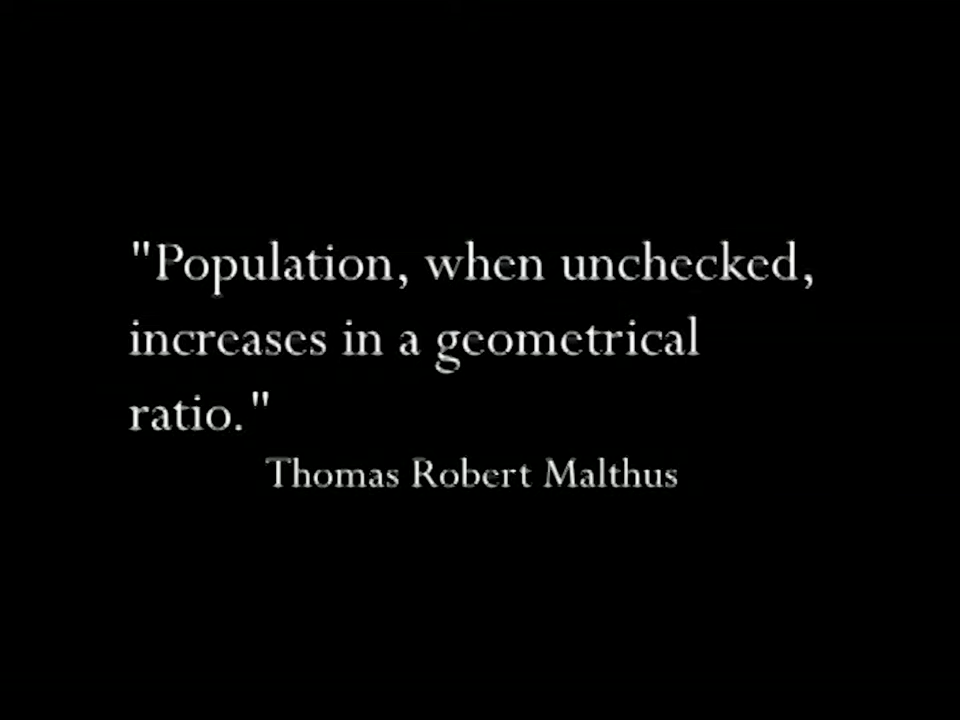 "Population, when unchecked,
increases in a geometrical
ratio."
Thomas Robert Malthus